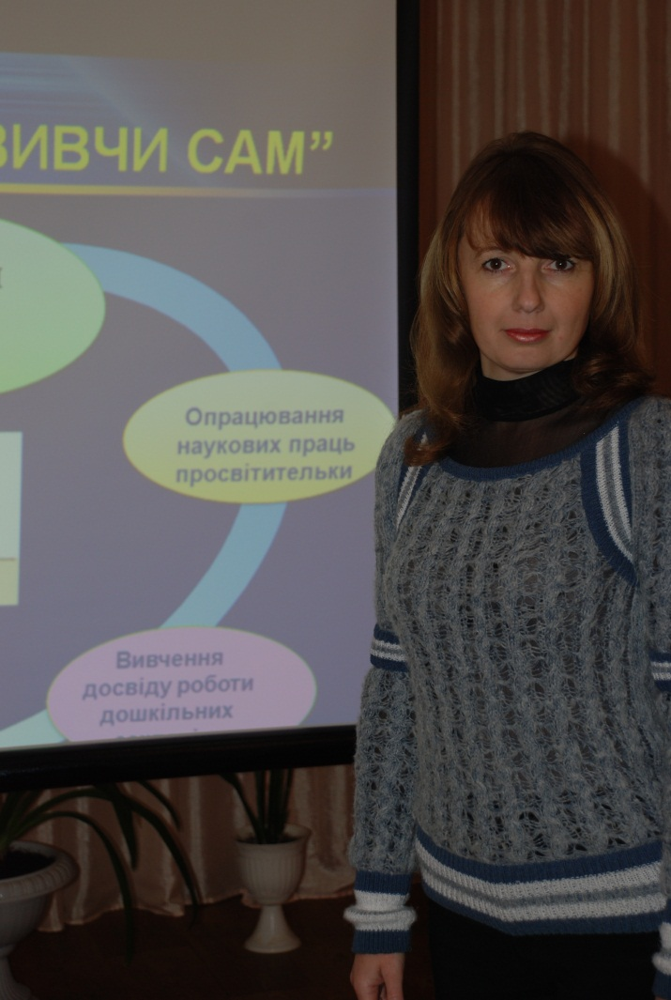 ВИВЧИ САМ”
Опрацювання
наукових праць
просвітительки
Вивчення
досвіду роботи
дошкільних